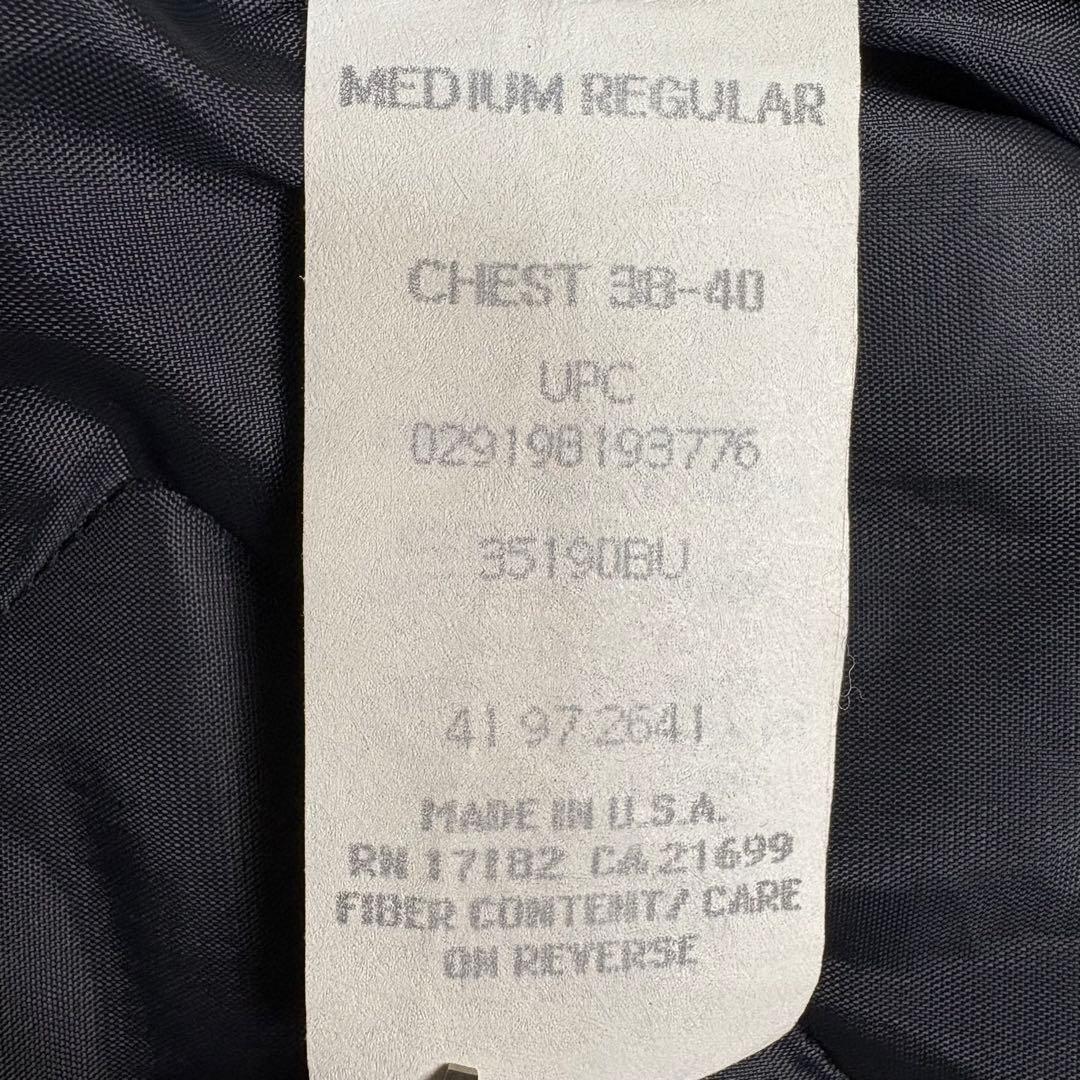 MEDIUM REGULAR
CHEST 38-40
UPC
029198193776
35190BU
41 97 2641
MADE IN U.S.A.
RN 17182 CA 21699
FIBER CONTENT/ CARE
ON REVERSE